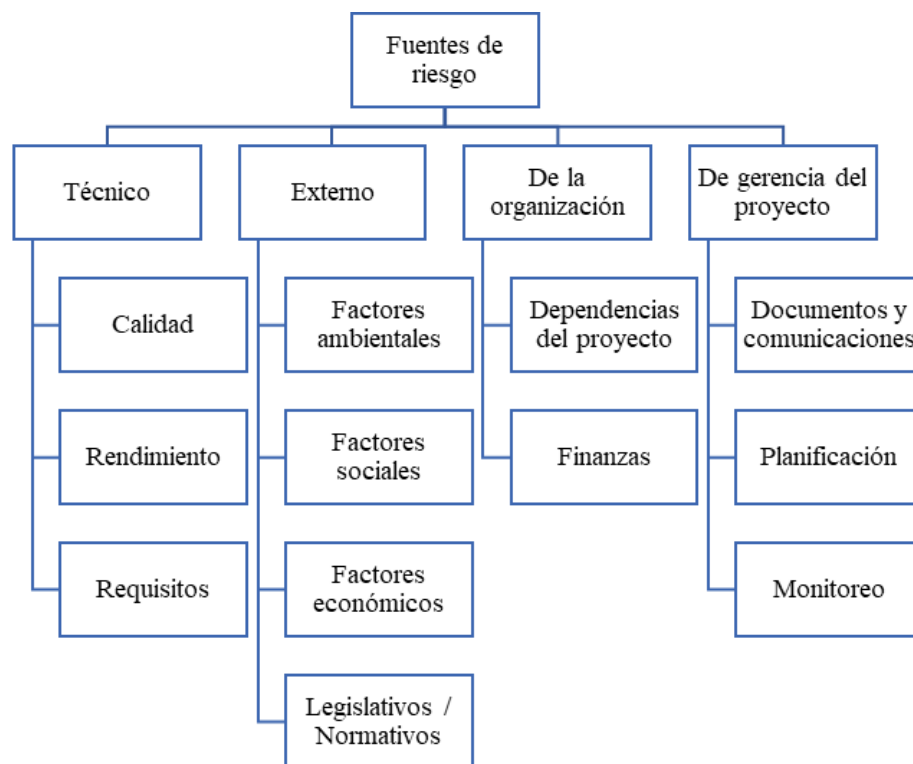 Fuentes de
riesgo
Técnico
Externo
De la
organización
De gerencia del
proyecto
Calidad
Factores
ambientales
Dependencias
del proyecto
Documentos y
comunicaciones
Rendimiento
Factores
sociales
Finanzas
Planificación
Requisitos
Factores
económicos
Monitoreo
Legislativos /
Normativos